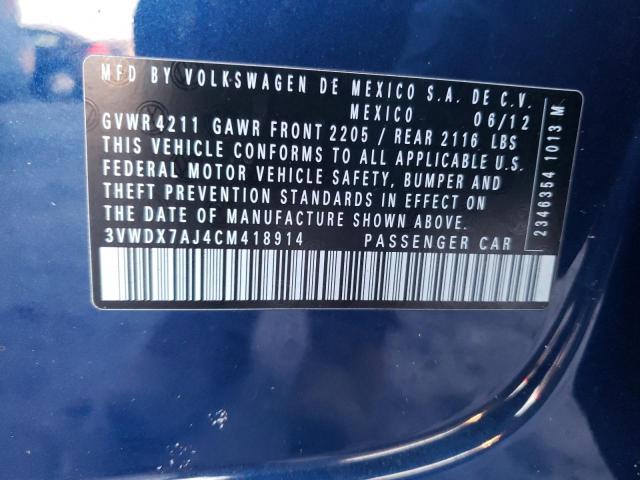 MFD BY VOLKSWAGEN DE MEXICO S.A. DE C.V.
MEXICO 06/12
GVWR 4211 GAWR FRONT 2205 / REAR 2116 LBS
THIS VEHICLE CONFORMS TO ALL APPLICABLE U.S.
FEDERAL MOTOR VEHICLE SAFETY, BUMPER AND
THEFT PREVENTION STANDARDS IN EFFECT ON
THE DATE OF MANUFACTURE SHOWN ABOVE.
3VWDX7AJ4CM418914 PASSENGER CAR
2346354 1013 M